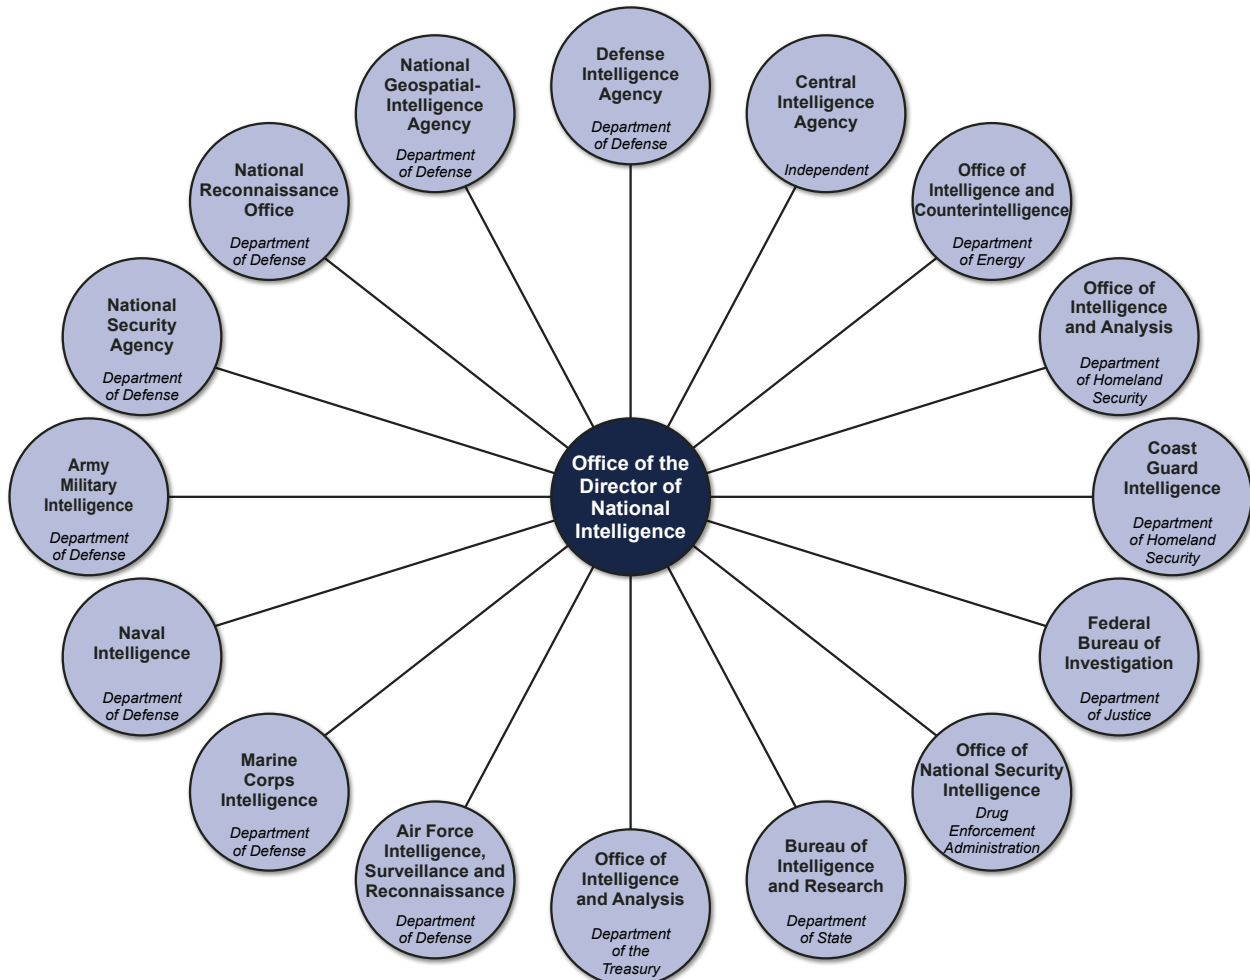 Defense
Intelligence
Agency
Department
of Defense
Central
Intelligence
Agency
Independent
Office of
Intelligence and
Counterintelligence
Department
of Energy
Office of
Intelligence
and Analysis
Department
of Homeland
Security
Coast
Guard
Intelligence
Department
of Homeland
Security
Federal
Bureau of
Investigation
Department
of Justice
Office of
National Security
Intelligence
Drug
Enforcement
Administration
Bureau of
Intelligence
and Research
Department
of State
Office of
Intelligence
and Analysis
Department
of the
Treasury
Air Force
Intelligence,
Surveillance and
Reconnaissance
Department
of Defense
Marine
Corps
Intelligence
Department
of Defense
Naval
Intelligence
Department
of Defense
Army
Military
Intelligence
Department
of Defense
National
Security
Agency
Department
of Defense
National
Reconnaissance
Office
Department
of Defense
National
Geospatial-
Intelligence
Agency
Department
of Defense
Office of the
Director of
National
Intelligence